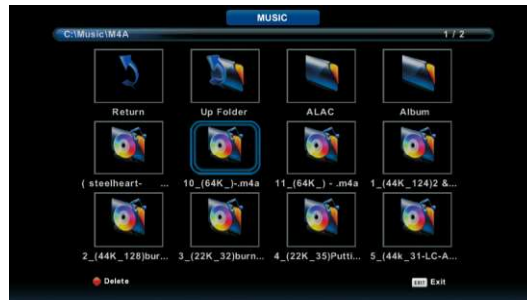 MUSIC
C:\Music\M4A 1 / 2
Return Up Folder ALAC Album
( steelheart- ... 10_(64K_)-.m4a 11_(64K_) - .m4a 1_(44K_124)2 &...
2_(44K_128)bur... 3_(22K_32)burn... 4_(22K_35)Putti... 5_(44k_31-LC-A...
Delete EXIT Exit